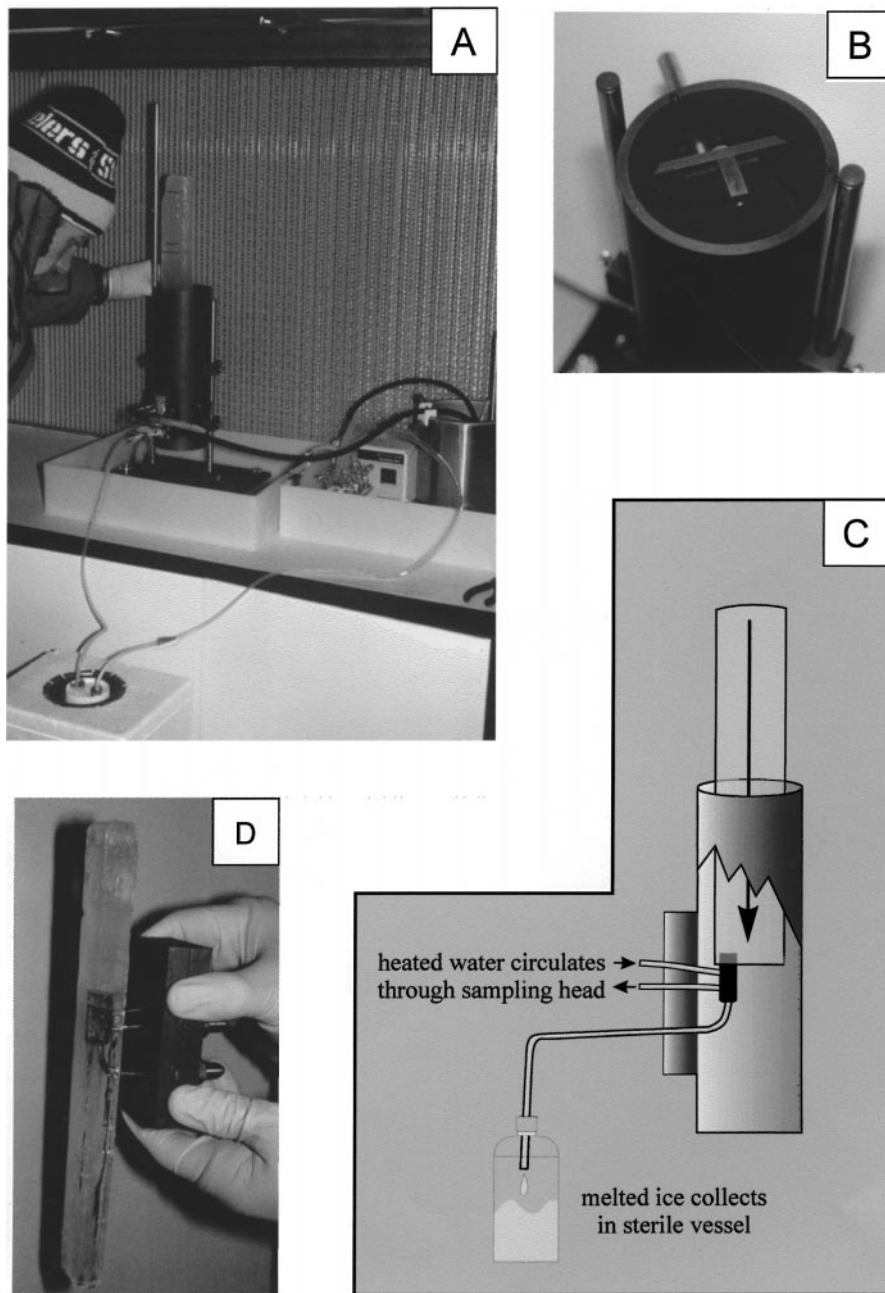 A
B
C
D
heated water circulates
through sampling head
melted ice collects
in sterile vessel